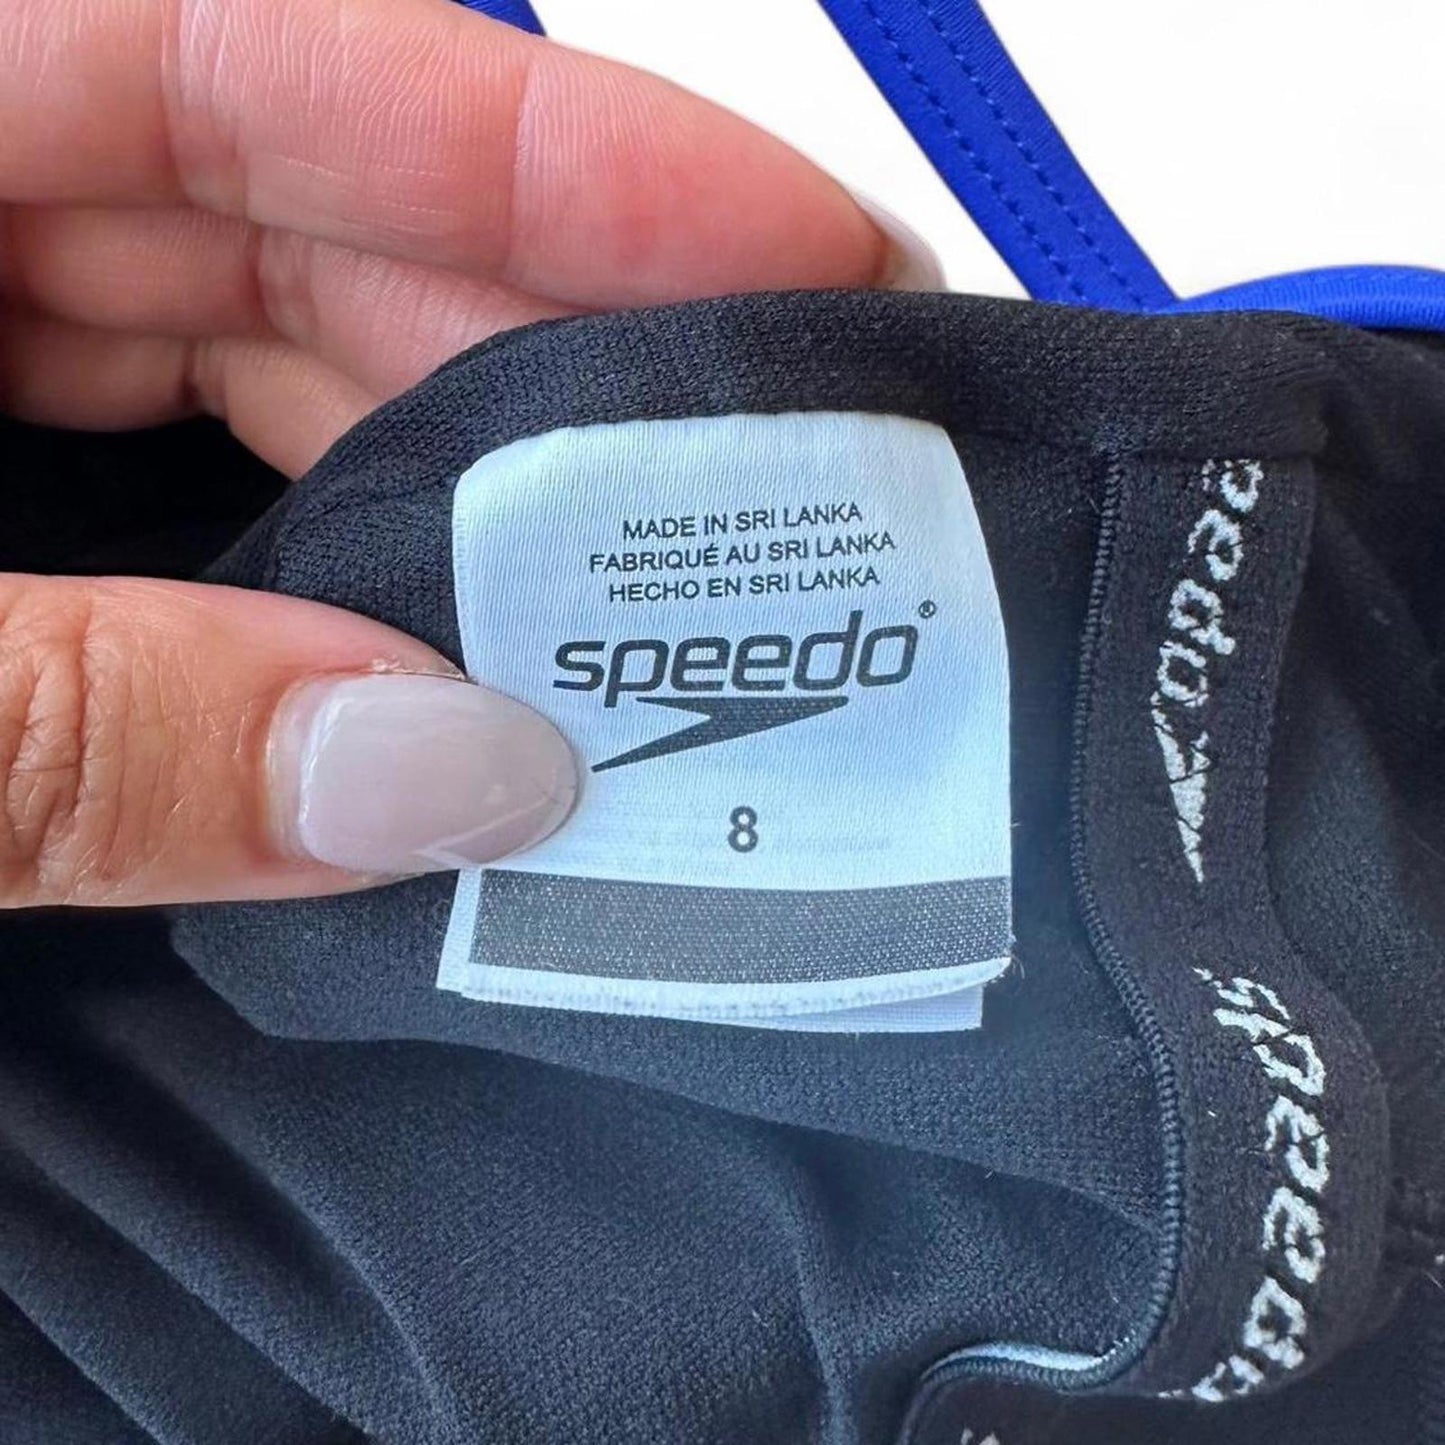 MADE IN SRI LANKA
FABRIQUÉ AU SRI LANKA
HECHO EN SRI LANKA
speedo®
8
speedo
speedo